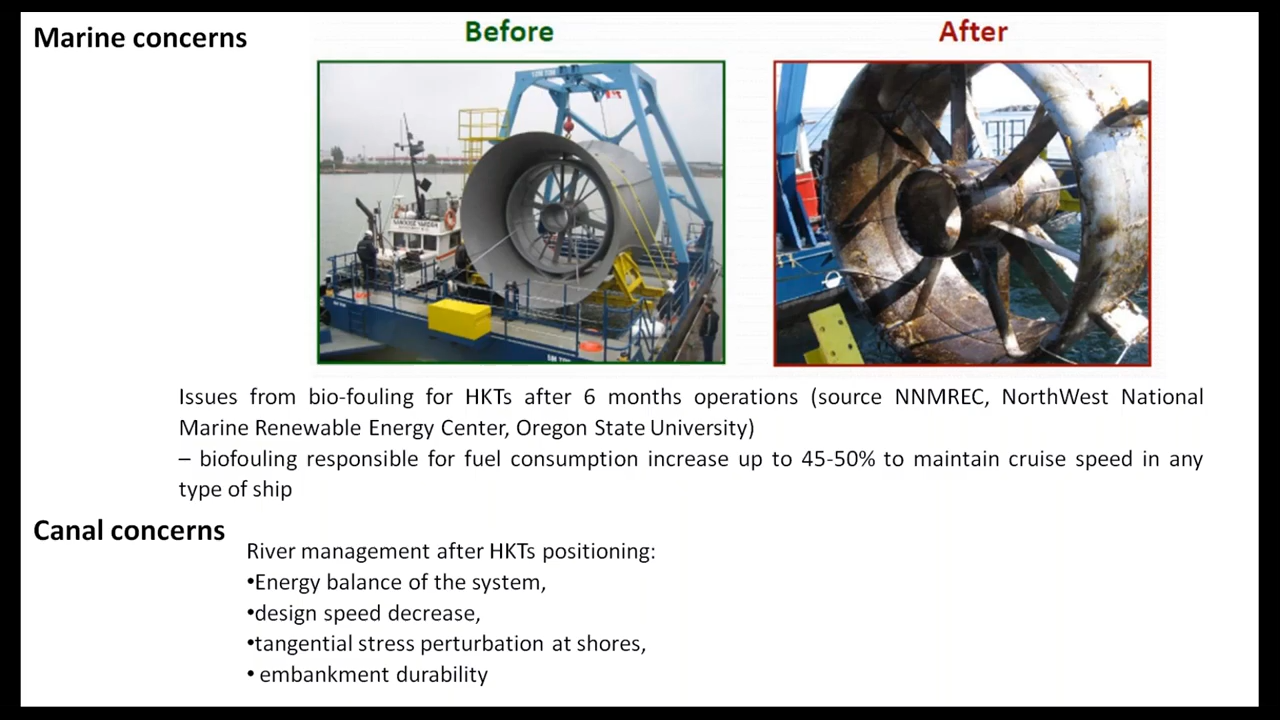 Marine concerns
Before
After
Issues from bio-fouling for HKTs after 6 months operations (source NNMREC, NorthWest National
Marine Renewable Energy Center, Oregon State University)
– biofouling responsible for fuel consumption increase up to 45-50% to maintain cruise speed in any
type of ship
Canal concerns
River management after HKTs positioning:
•Energy balance of the system,
•design speed decrease,
•tangential stress perturbation at shores,
• embankment durability